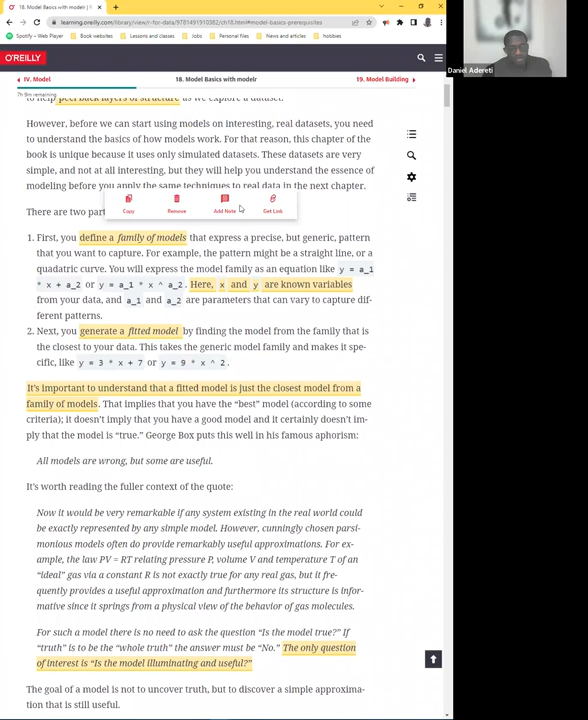 18. Model Basics with modelr | R
learning.oreilly.com/library/view/r-for-data/9781491910382/ch18.html#model-basics-prerequisites
Spotify – Web Player
Book websites
Lessons and classes
Jobs
Personal files
News and articles
hobbies
O'REILLY
Daniel Adereti
IV. Model
18. Model Basics with modelr
19. Model Building
7h 9m remaining
to help peel back layers of structure as we explore a dataset.
However, before we can start using models on interesting, real datasets, you need
to understand the basics of how models work. For that reason, this chapter of the
book is unique because it uses only simulated datasets. These datasets are very
simple, and not at all interesting, but they will help you understand the essence of
modeling before you apply the same techniques to real data in the next chapter.
There are two part
Copy
Remove
Add Note
Get Link
1. First, you define a family of models that express a precise, but generic, pattern
that you want to capture. For example, the pattern might be a straight line, or a
quadratic curve. You will express the model family as an equation like y = a_1
* x + a_2 or y = a_1 * x ^ a_2. Here, x and y are known variables
from your data, and a_1 and a_2 are parameters that can vary to capture dif-
ferent patterns.
2. Next, you generate a fitted model by finding the model from the family that is
the closest to your data. This takes the generic model family and makes it spe-
cific, like y = 3 * x + 7 or y = 9 * x ^ 2.
It's important to understand that a fitted model is just the closest model from a
family of models. That implies that you have the “best” model (according to some
criteria); it doesn't imply that you have a good model and it certainly doesn't im-
ply that the model is “true.” George Box puts this well in his famous aphorism:
All models are wrong, but some are useful.
It's worth reading the fuller context of the quote:
Now it would be very remarkable if any system existing in the real world could
be exactly represented by any simple model. However, cunningly chosen parsi-
monious models often do provide remarkably useful approximations. For ex-
ample, the law PV = RT relating pressure P, volume V and temperature T of an
“ideal” gas via a constant R is not exactly true for any real gas, but it fre-
quently provides a useful approximation and furthermore its structure is infor-
mative since it springs from a physical view of the behavior of gas molecules.
For such a model there is no need to ask the question “Is the model true?” If
“truth” is to be the “whole truth” the answer must be “No.” The only question
of interest is “Is the model illuminating and useful?”
The goal of a model is not to uncover truth, but to discover a simple approxima-
tion that is still useful.